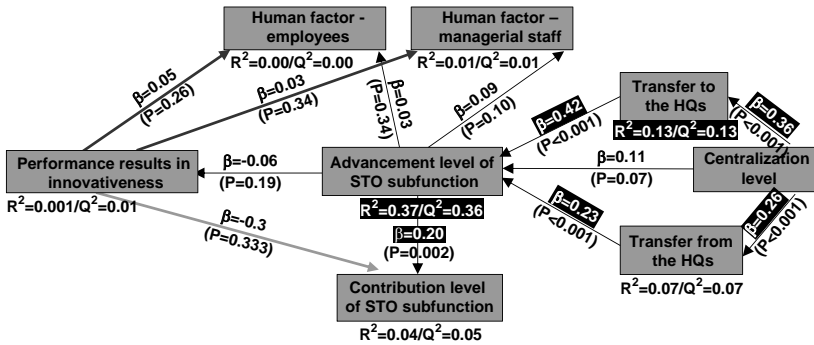 Human factor -
employees
R²=0.00/Q²=0.00
Human factor –
managerial staff
R²=0.01/Q²=0.01
β=0.05
(P=0.26)
β=0.03
(P=0.34)
β=0.03
(P=0.34)
β=0.09
(P=0.10)
β=0.42
(P<0.001)
Transfer to
the HQs
R²=0.13/Q²=0.13
β=0.36
(P<0.001)
Performance results in
innovativeness
R²=0.001/Q²=0.01
β=-0.06
(P=0.19)
Advancement level of
STO subfunction
R²=0.37/Q²=0.36
β=0.11
(P=0.07)
Centralization
level
β=0.20
(P=0.002)
β=0.23
(P<0.001)
β=0.26
(P<0.001)
Transfer from
the HQs
R²=0.07/Q²=0.07
β=-0.3
(P=0.333)
Contribution level
of STO subfunction
R²=0.04/Q²=0.05